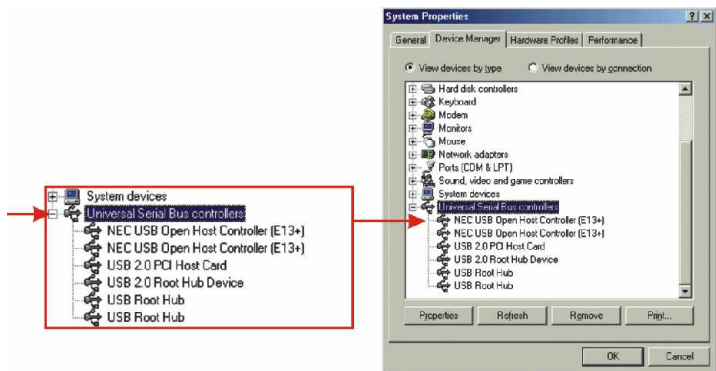 System devices
Universal Serial Bus controllers
NEC USB Open Host Controller (E13+)
NEC USB Open Host Controller (E13+)
USB 2.0 PCI Host Card
USB 2.0 Root Hub Device
USB Root Hub
USB Root Hub
System Properties
General Device Manager Hardware Profiles Performance
View devices by type View devices by connection
Hard disk controllers
Keyboard
Modem
Monitors
Mouse
Network adapters
Ports (COM & LPT)
Sound, video and game controllers
System devices
Universal Serial Bus controllers
NEC USB Open Host Controller (E13+)
NEC USB Open Host Controller (E13+)
USB 2.0 PCI Host Card
USB 2.0 Root Hub Device
USB Root Hub
USB Root Hub
Properties Refresh Remove Print...
OK Cancel